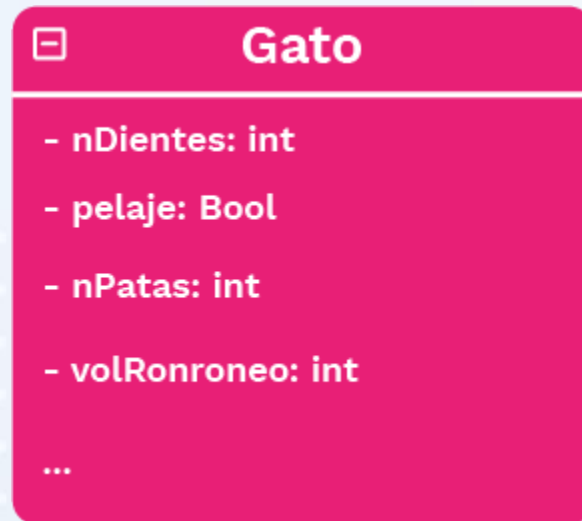 Gato
- nDientes: int
- pelaje: Bool
- nPatas: int
- volRonroneo: int
...